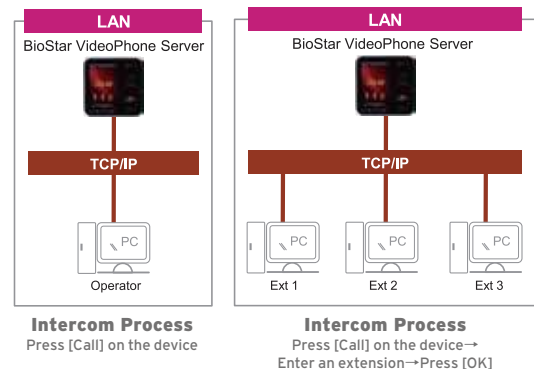 LAN
BioStar VideoPhone Server
TCP/IP
PC
Operator
Intercom Process
Press [Call] on the device
LAN
BioStar VideoPhone Server
TCP/IP
PC
PC
PC
Ext 1
Ext 2
Ext 3
Intercom Process
Press [Call] on the device→
Enter an extension→Press [OK]